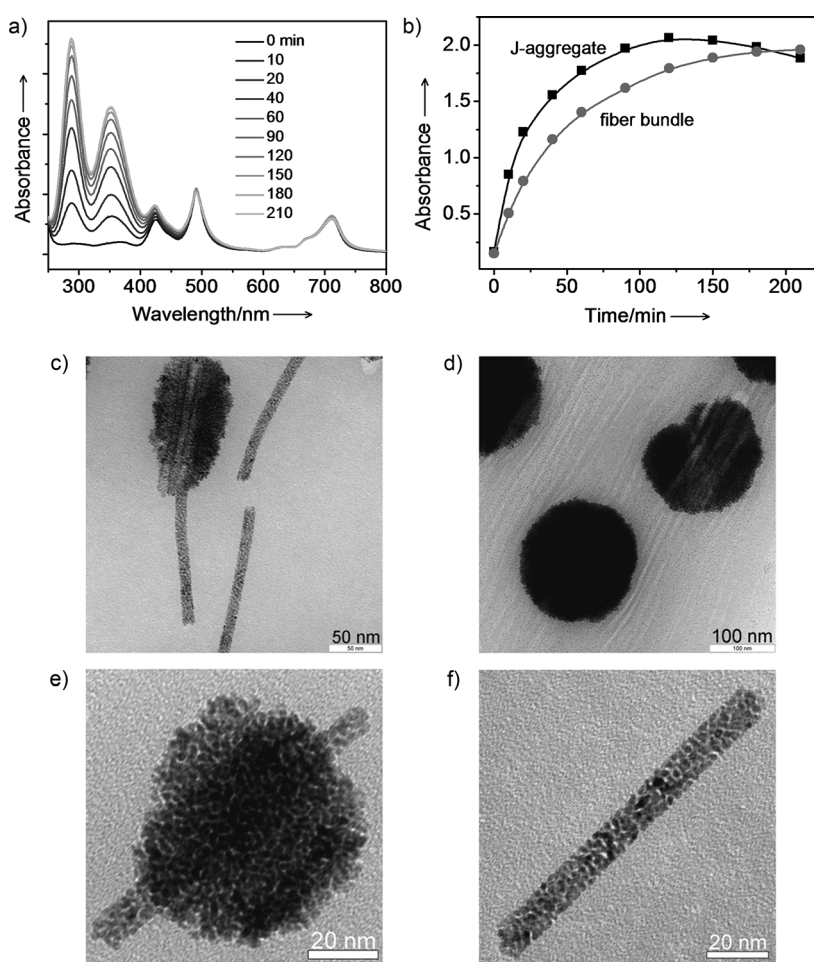 a)
Absorbance
0 min
10
20
40
60
90
120
150
180
210
300 400 500 600 700 800
Wavelength/nm
b)
Absorbance
2.0
1.5
1.0
0.5
J-aggregate
fiber bundle
0 50 100 150 200
Time/min
c)
50 nm
50 nm
d)
100 nm
100 nm
e)
20 nm
f)
20 nm